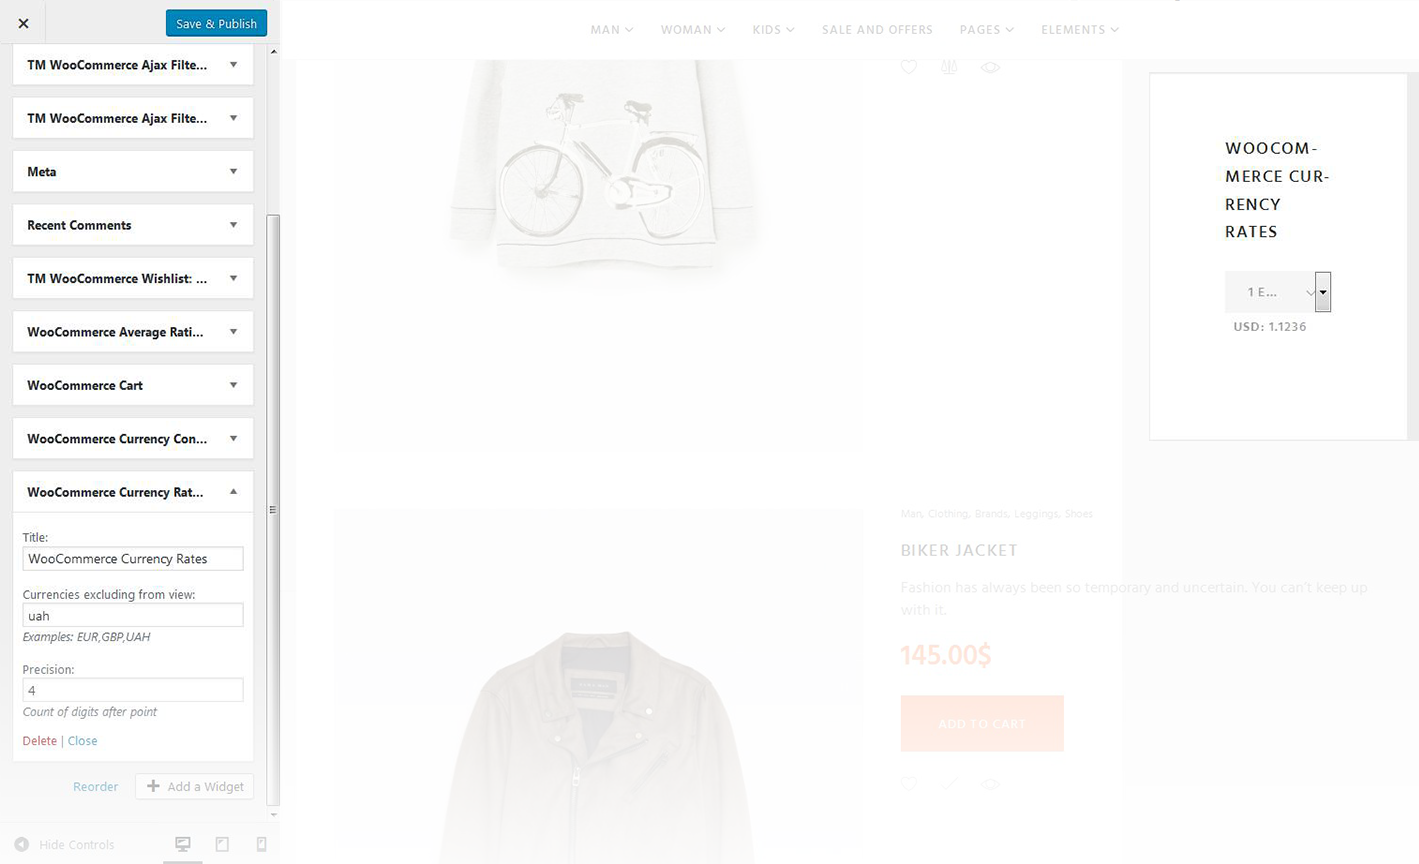 Save & Publish
TM WooCommerce Ajax Filte...
TM WooCommerce Ajax Filte...
Meta
Recent Comments
TM WooCommerce Wishlist: ...
WooCommerce Average Rati...
WooCommerce Cart
WooCommerce Currency Con...
WooCommerce Currency Rat...
Title:
WooCommerce Currency Rates
Currencies excluding from view:
uah
Examples: EUR,GBP,UAH
Precision:
4
Count of digits after point
Delete | Close
Reorder
Add a Widget
Hide Controls
MAN
WOMAN
KIDS
SALE AND OFFERS
PAGES
ELEMENTS
Man, Clothing, Brands, Leggings, Shoes
BIKER JACKET
Fashion has always been so temporary and uncertain. You can't keep up
with it.
145.00$
ADD TO CART
WOOCOM-
MERCE CUR-
RENCY
RATES
1 E...
USD: 1.1236